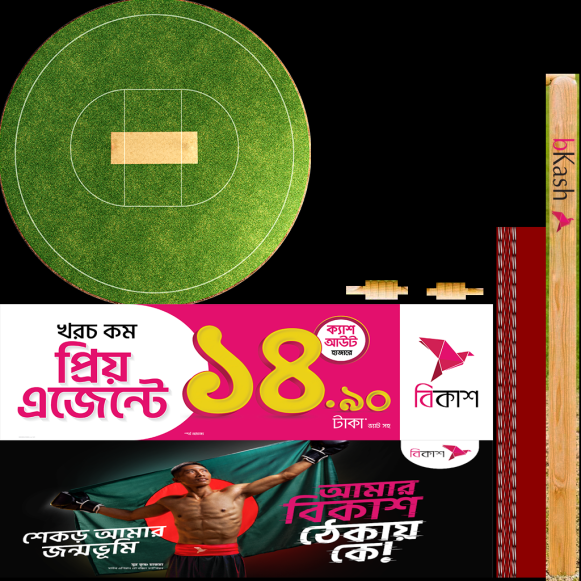 bKash
খরচ কম
প্রিয়
এজেন্টে
১৪.৯০
টাকা
ক্যাশ
আউট
হাজারে
বিকাশ
বিকাশ
শেকড় আমার
জন্মভূমি
আমার
বিকাশ
ঠেকায়
কে!